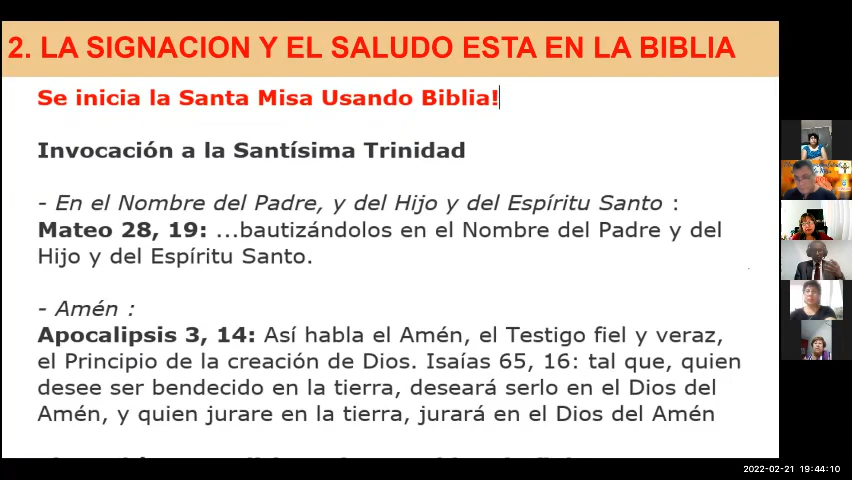 2. LA SIGNACION Y EL SALUDO ESTA EN LA BIBLIA
Se inicia la Santa Misa Usando Biblia!
Invocación a la Santísima Trinidad
- En el Nombre del Padre, y del Hijo y del Espíritu Santo :
Mateo 28, 19: ...bautizándolos en el Nombre del Padre y del
Hijo y del Espíritu Santo.
- Amén :
Apocalipsis 3, 14: Así habla el Amén, el Testigo fiel y veraz,
el Principio de la creación de Dios. Isaías 65, 16: tal que, quien
desee ser bendecido en la tierra, deseará serlo en el Dios del
Amén, y quien jurare en la tierra, jurará en el Dios del Amén
2022-02-21 19:44:10